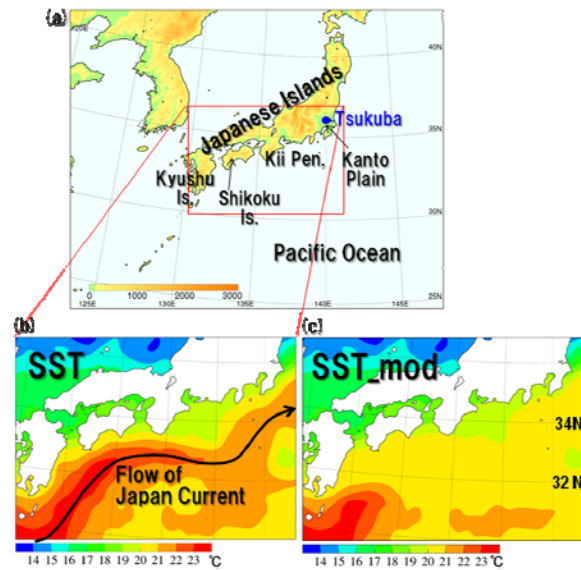 (a)
120E
40N
Japanese Islands
Tsukuba
35N
Kii Pen.
Kanto
Plain
Kyushu
Is.
Shikoku
Is.
30N
Pacific Ocean
0 1000 2000 3000
25N
125E 130E 135E 140E 145E
(b)
SST
Flow of
Japan Current
14 15 16 17 18 19 20 21 22 23 °C
(c)
SST_mod
34N
32N
14 15 16 17 18 19 20 21 22 23 °C